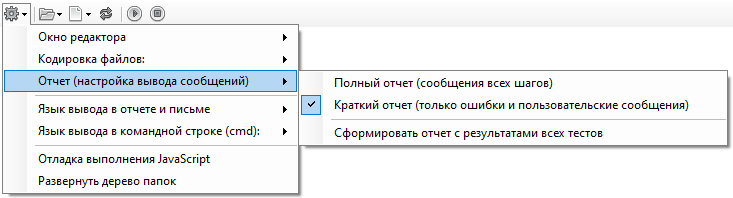 Окно редактора
Кодировка файлов:
Отчет (настройка вывода сообщений)
Полный отчет (сообщения всех шагов)
Краткий отчет (только ошибки и пользовательские сообщения)
Сформировать отчет с результатами всех тестов
Язык вывода в отчете и письме
Язык вывода в командной строке (cmd):
Отладка выполнения JavaScript
Развернуть дерево папок